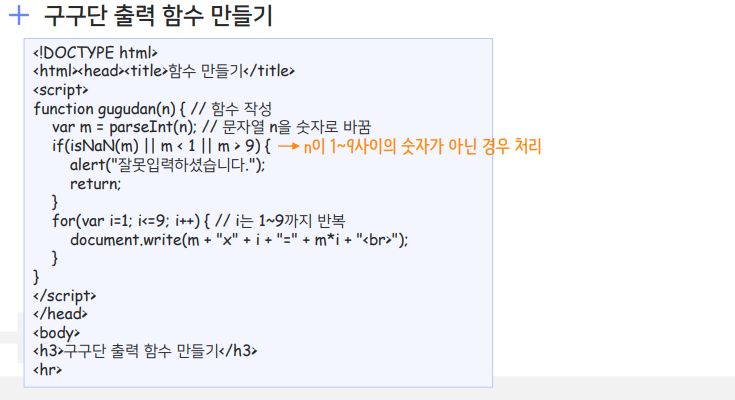 + 구구단 출력 함수 만들기
<!DOCTYPE html>
<html><head><title>함수 만들기</title>
<script>
function gugudan(n) { // 함수 작성
var m = parseInt(n); // 문자열 n을 숫자로 바꿈
if(isNaN(m) || m < 1 || m > 9) { → n이 1~9사이의 숫자가 아닌 경우 처리
alert("잘못입력하셨습니다.");
return;
}
for(var i=1; i<=9; i++) { // i는 1~9까지 반복
document.write(m + "x" + i + "=" + m*i + "<br>");
}
}
</script>
</head>
<body>
<h3>구구단 출력 함수 만들기</h3>
<hr>